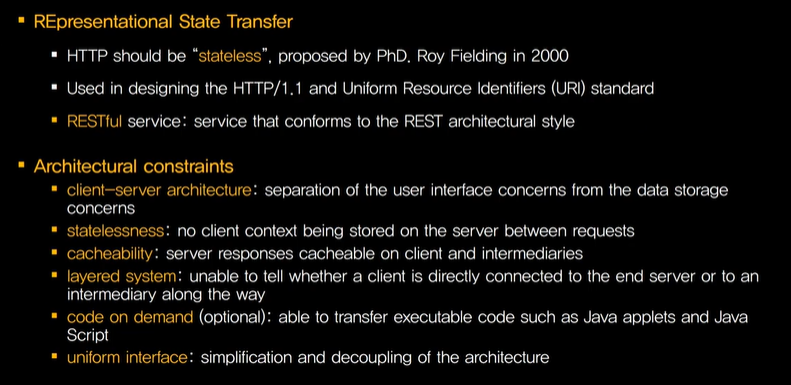 REpresentational State Transfer
HTTP should be “stateless”, proposed by PhD. Roy Fielding in 2000
Used in designing the HTTP/1.1 and Uniform Resource Identifiers (URI) standard
RESTful service: service that conforms to the REST architectural style
Architectural constraints
client-server architecture: separation of the user interface concerns from the data storage
concerns
statelessness: no client context being stored on the server between requests
cacheability: server responses cacheable on client and intermediaries
layered system: unable to tell whether a client is directly connected to the end server or to an
intermediary along the way
code on demand (optional): able to transfer executable code such as Java applets and Java
Script
uniform interface: simplification and decoupling of the architecture